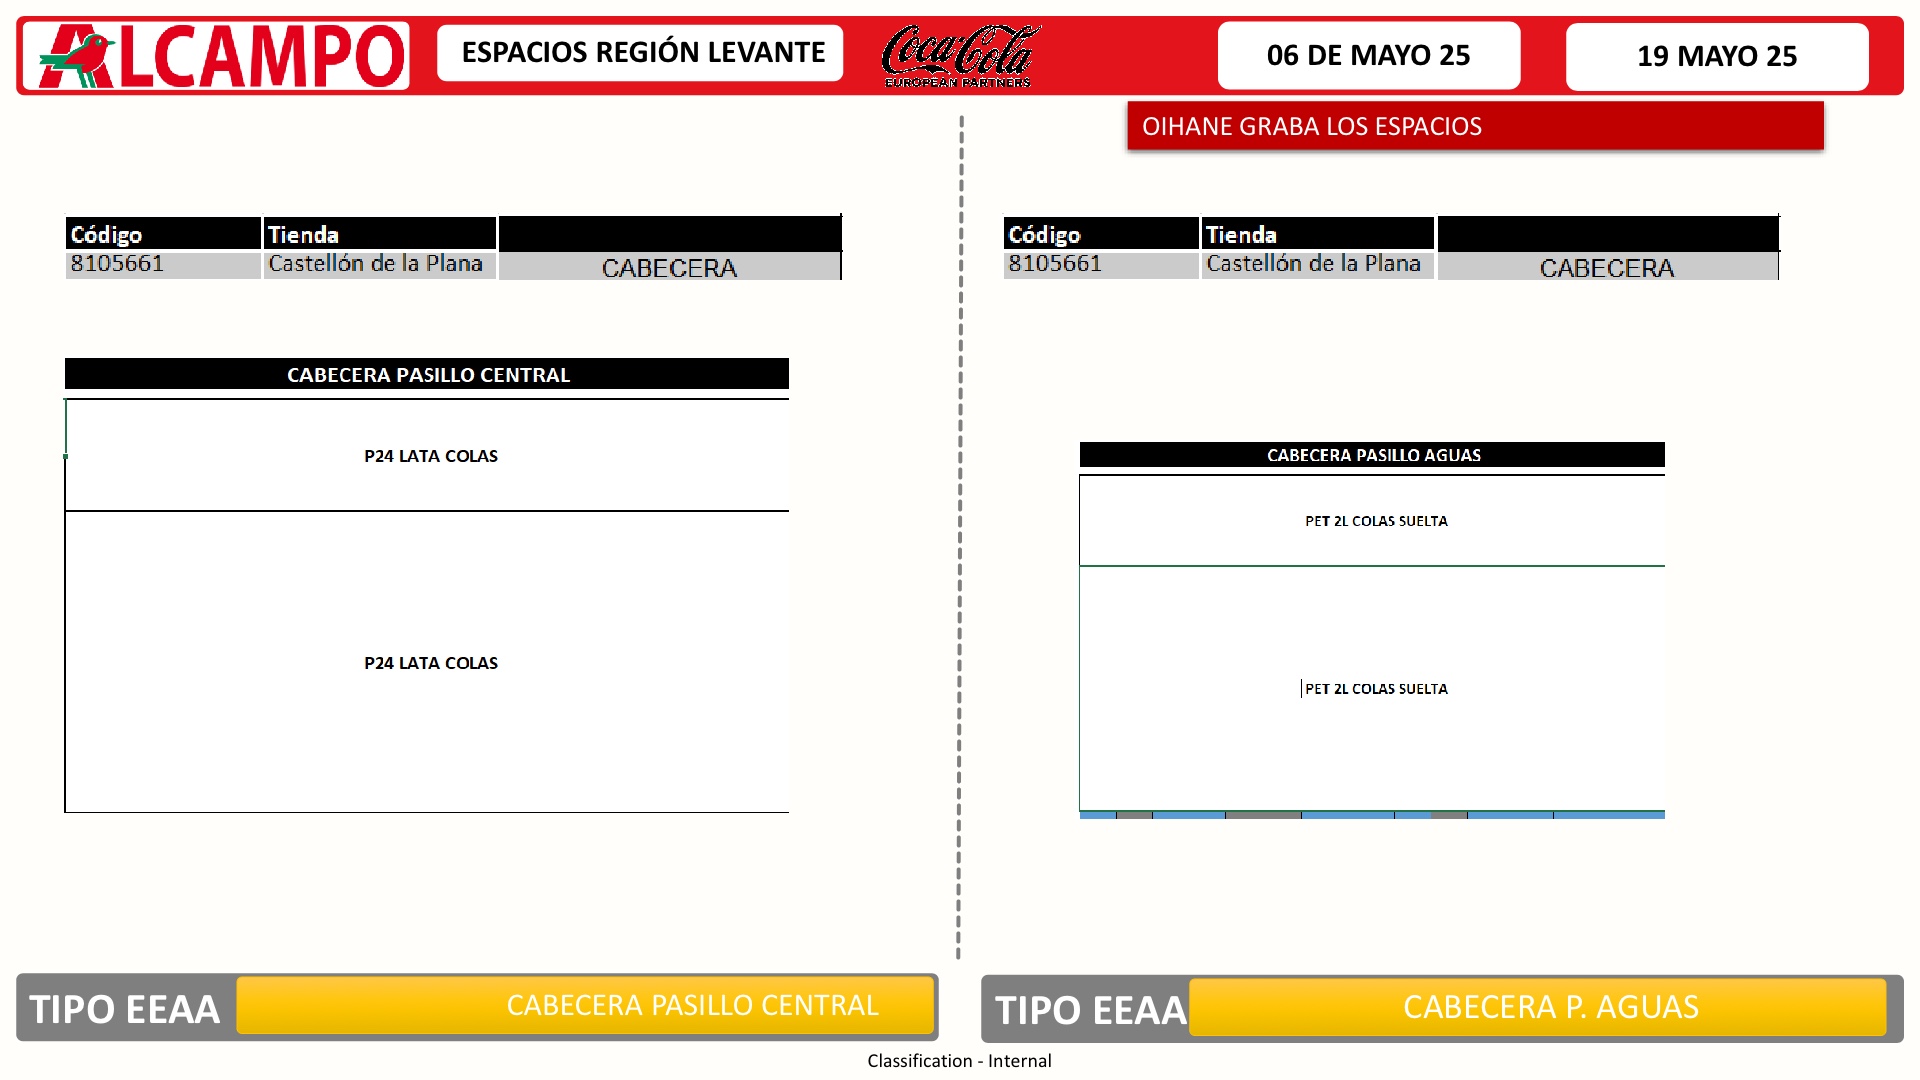 ALCAMPO
ESPACIOS REGIÓN LEVANTE
Coca-Cola
EUROPEAN PARTNERS
06 DE MAYO 25
19 MAYO 25
OIHANE GRABA LOS ESPACIOS
Código Tienda
8105661 Castellón de la Plana CABECERA
CABECERA PASILLO CENTRAL
P24 LATA COLAS
P24 LATA COLAS
TIPO EEAA CABECERA PASILLO CENTRAL
Código Tienda
8105661 Castellón de la Plana CABECERA
CABECERA PASILLO AGUAS
PET 2L COLAS SUELTA
PET 2L COLAS SUELTA
TIPO EEAA CABECERA P. AGUAS
Classification - Internal